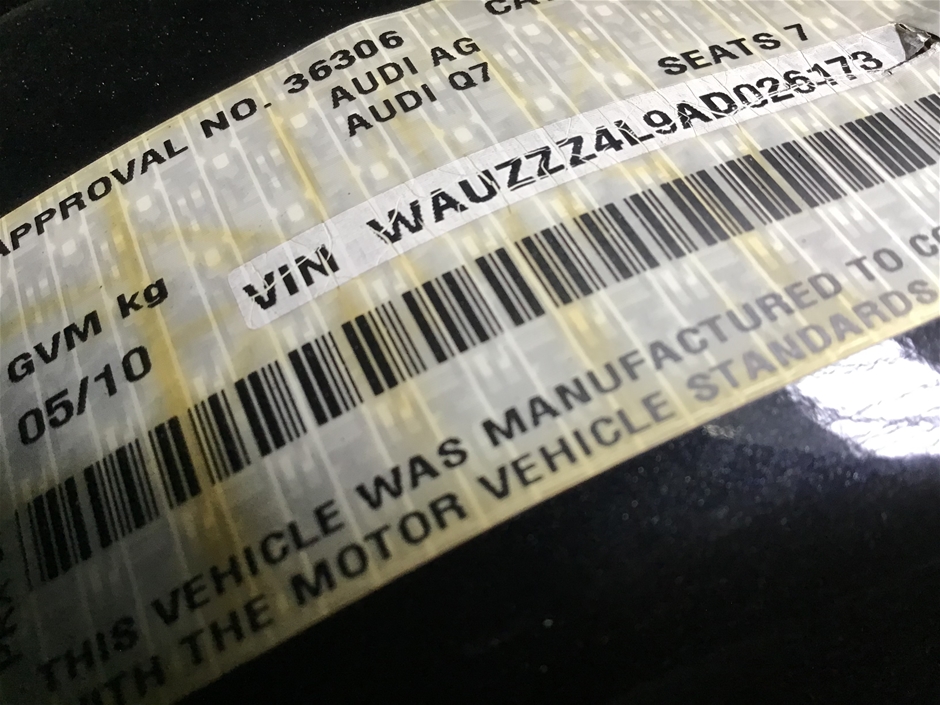 APPROVAL NO. 36306
AUDI AG
AUDI Q7
SEATS 7
VIN WAUZZZ4L9AD026173
GVM kg
05/10
THIS VEHICLE WAS MANUFACTURED TO
WITH THE MOTOR VEHICLE STANDARDS